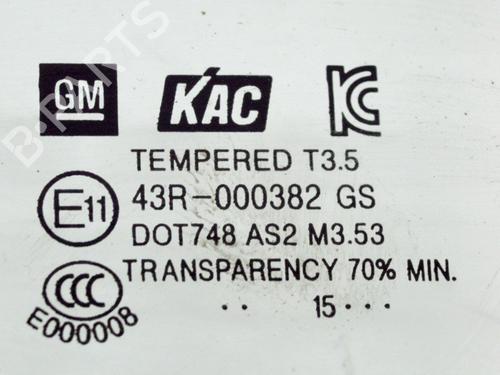 GM KAC KC
TEMPERED T3.5
E11 43R-000382 GS
DOT748 AS2 M3.53
CCC TRANSPARENCY 70% MIN.
E000008 .. 15...
B-PARTS